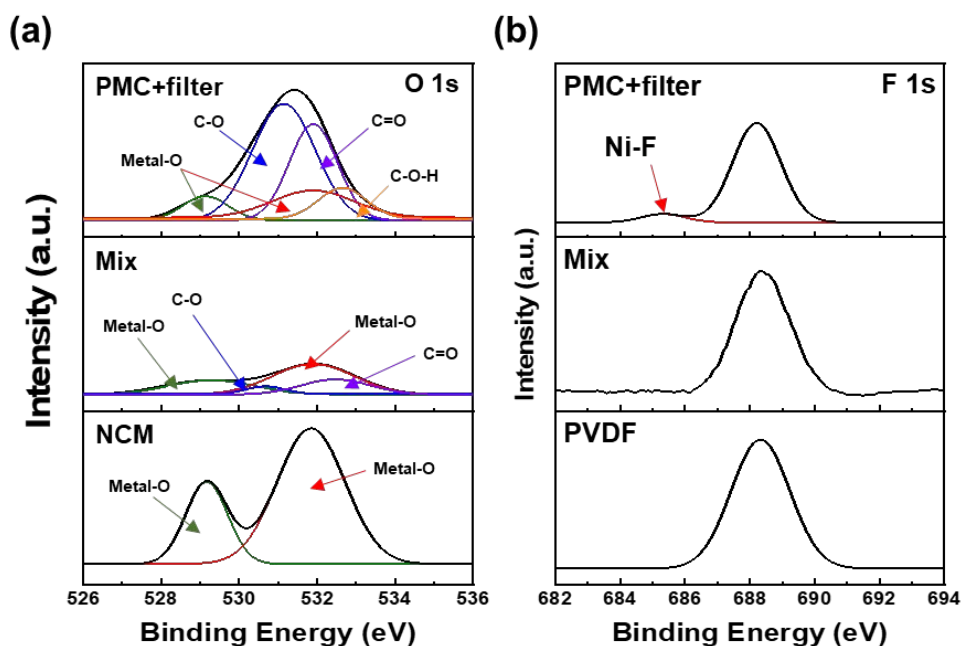 (a)
PMC+filter
O 1s
C-O
C=O
Metal-O
C-O-H
Mix
C-O
Metal-O
Metal-O
C=O
NCM
Metal-O
Metal-O
526 528 530 532 534 536
Binding Energy (eV)
Intensity (a.u.)
(b)
PMC+filter
F 1s
Ni-F
Mix
PVDF
682 684 686 688 690 692 694
Binding Energy (eV)
Intensity (a.u.)